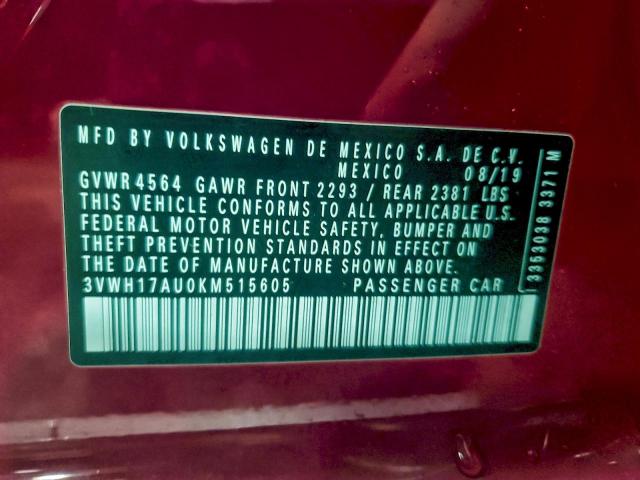 MFD BY VOLKSWAGEN DE MEXICO S.A. DE C.V.
MEXICO 08/19
GVWR 4564 GAWR FRONT 2293 / REAR 2381 LBS
THIS VEHICLE CONFORMS TO ALL APPLICABLE U.S.
FEDERAL MOTOR VEHICLE SAFETY, BUMPER AND
THEFT PREVENTION STANDARDS IN EFFECT ON
THE DATE OF MANUFACTURE SHOWN ABOVE.
3VWH17AU0KM515605 PASSENGER CAR
3353038 3371 M